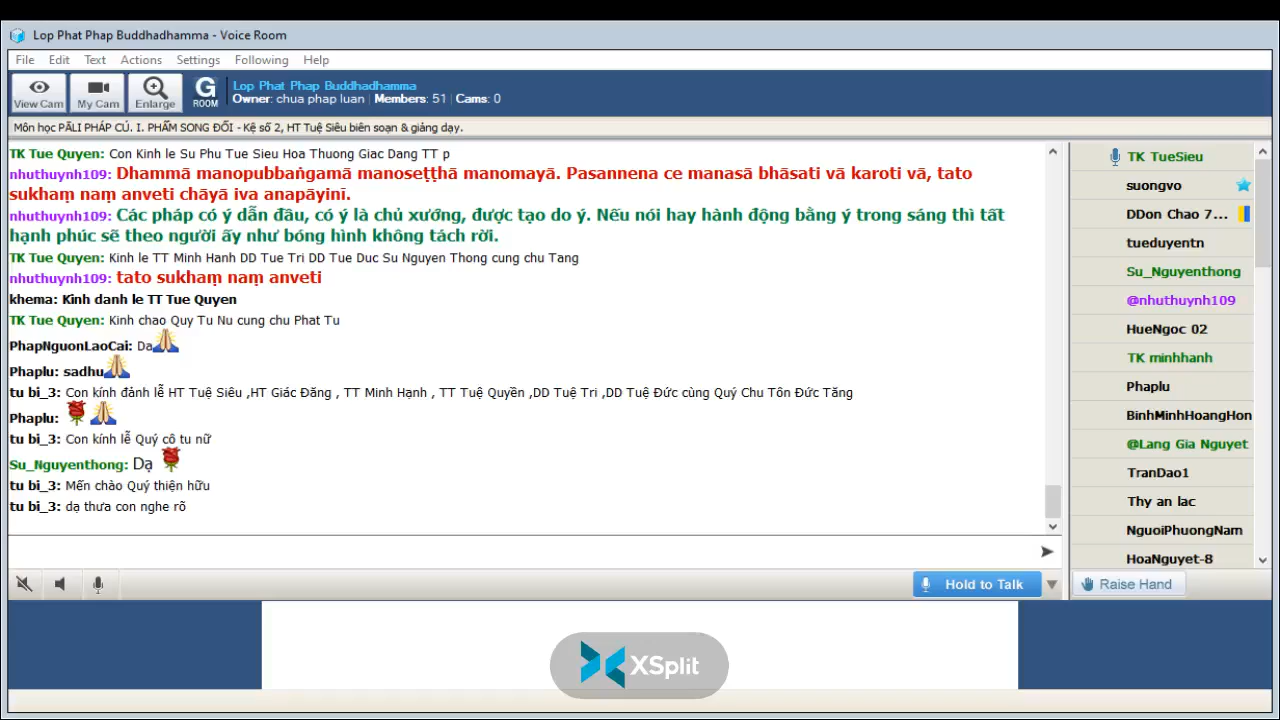 Lop Phat Phap Buddhadhamma - Voice Room
File Edit Text Actions Settings Following Help
View Cam My Cam Enlarge G ROOM
Lop Phat Phap Buddhadhamma
Owner: chua phap luan | Members: 51 | Cams: 0
Môn học PĀLI PHÁP CÚ. I. PHẨM SONG ĐỐI - Kệ số 2, HT Tuệ Siêu biên soạn & giảng dạy.
TK Tue Quyen: Con Kinh le Su Phu Tue Sieu Hoa Thuong Giac Dang TT p
nhuthuynh109: Dhammā manopubbaṅgamā manoseṭṭhā manomayā. Pasannena ce manasā bhāsati vā karoti vā, tato
sukhaṃ naṃ anveti chāyā iva anapāyinī.
nhuthuynh109: Các pháp có ý dẫn đầu, có ý là chủ xướng, được tạo do ý. Nếu nói hay hành động bằng ý trong sáng thì tất
hạnh phúc sẽ theo người ấy như bóng hình không tách rời.
TK Tue Quyen: Kinh le TT Minh Hanh DD Tue Tri DD Tue Duc Su Nguyen Thong cung chu Tang
nhuthuynh109: tato sukhaṃ naṃ anveti
khema: Kinh danh le TT Tue Quyen
TK Tue Quyen: Kinh chao Quy Tu Nu cung chu Phat Tu
PhapNguonLaoCai: Da
Phaplu: sadhu
tu bi_3: Con kính đảnh lễ HT Tuệ Siêu ,HT Giác Đăng , TT Minh Hạnh , TT Tuệ Quyền ,DD Tuệ Tri ,DD Tuệ Đức cùng Quý Chu Tôn Đức Tăng
Phaplu:
tu bi_3: Con kính lễ Quý cô tu nữ
Su_Nguyenthong: Dạ
tu bi_3: Mến chào Quý thiện hữu
tu bi_3: dạ thưa con nghe rõ
TK TueSieu
suongvo
DDon Chao 7...
tueduyentn
Su_Nguyenthong
@nhuthuynh109
HueNgoc 02
TK minhhanh
Phaplu
BinhMinhHoangHon
@Lang Gia Nguyet
TranDao1
Thy an lac
NguoiPhuongNam
HoaNguyet-8
Hold to Talk
Raise Hand
XSplit